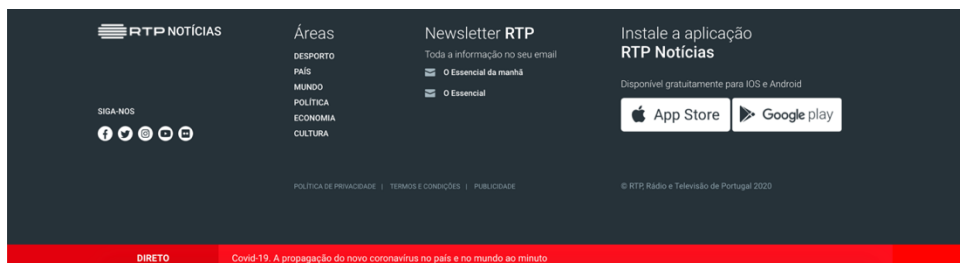 RTP NOTÍCIAS
SIGA-NOS
Áreas
DESPORTO
PAÍS
MUNDO
POLÍTICA
ECONOMIA
CULTURA
Newsletter RTP
Toda a informação no seu email
O Essencial da manhã
O Essencial
Instale a aplicação
RTP Notícias
Disponível gratuitamente para IOS e Android
App Store
Google play
POLÍTICA DE PRIVACIDADE | TERMOS E CONDIÇÕES | PUBLICIDADE
© RTP, Rádio e Televisão de Portugal 2020
DIRETO Covid-19. A propagação do novo coronavírus no país e no mundo ao minuto